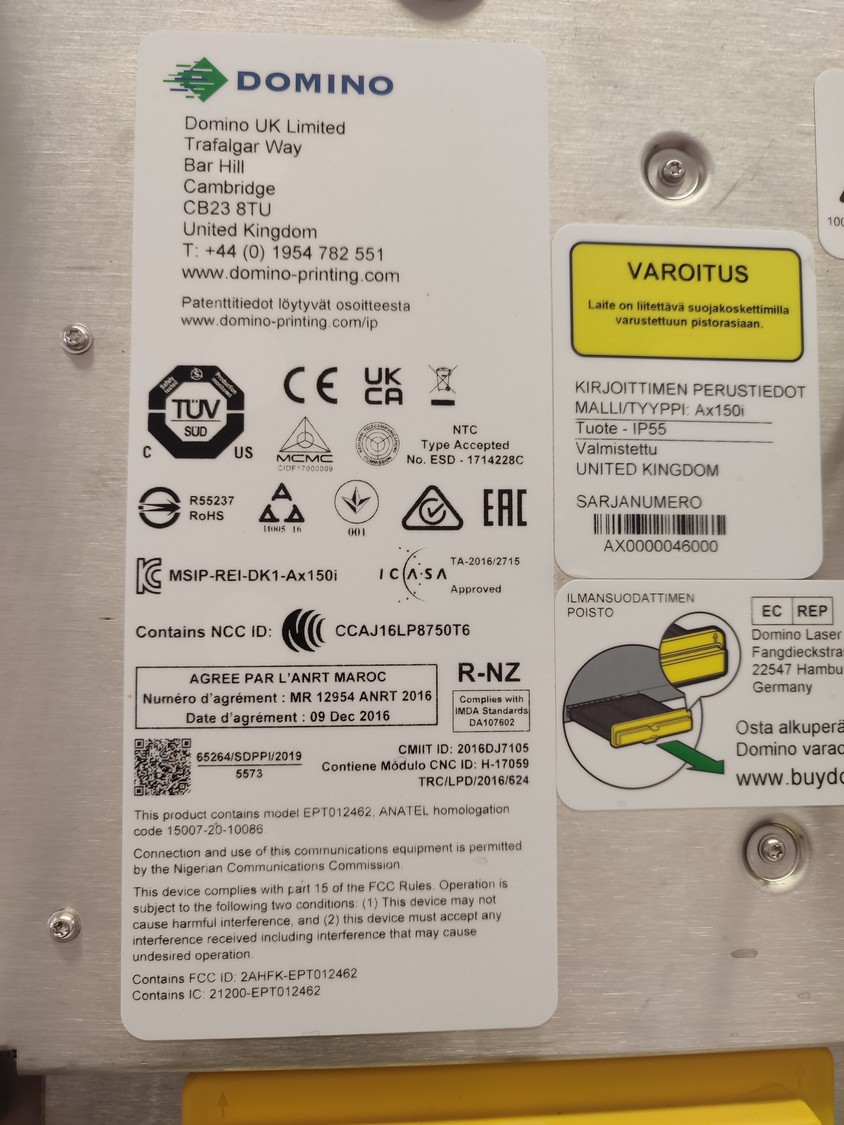 DOMINO
Domino UK Limited
Trafalgar Way
Bar Hill
Cambridge
CB23 8TU
United Kingdom
T: +44 (0) 1954 782 551
www.domino-printing.com
Patenttitiedot löytyvät osoitteesta
www.domino-printing.com/ip
Safety tested
Production monitored
TÜV
SÜD
C US
CE
UK
CA
MCMC
CIDF17000009
NTC
Type Accepted
No. ESD - 1714228C
R55237
RoHS
001
EAC
MSIP-REI-DK1-Ax150i
ICASA
TA-2016/2715
Approved
Contains NCC ID:
CCAJ16LP8750T6
AGREE PAR L'ANRT MAROC
Numéro d'agrément : MR 12954 ANRT 2016
Date d'agrément : 09 Dec 2016
R-NZ
Complies with
IMDA Standards
DA107602
65264/SDPPI/2019
5573
CMIIT ID: 2016DJ7105
Contiene Módulo CNC ID: H-17059
TRC/LPD/2016/624
This product contains model EPT012462, ANATEL homologation
code 15007-20-10086.
Connection and use of this communications equipment is permitted
by the Nigerian Communications Commission.
This device complies with part 15 of the FCC Rules. Operation is
subject to the following two conditions: (1) This device may not
cause harmful interference, and (2) this device must accept any
interference received including interference that may cause
undesired operation.
Contains FCC ID: 2AHFK-EPT012462
Contains IC: 21200-EPT012462
VAROITUS
Laite on liitettävä suojakoskettimilla
varustettuun pistorasiaan.
KIRJOITTIMEN PERUSTIEDOT
MALLI/TYYPPI: Ax150i
Tuote - IP55
Valmistettu
UNITED KINGDOM
SARJANUMERO
AX0000046000
ILMANSUODATTIMEN
POISTO
EC REP
Domino Laser
22547
Germany
Osta
Domino